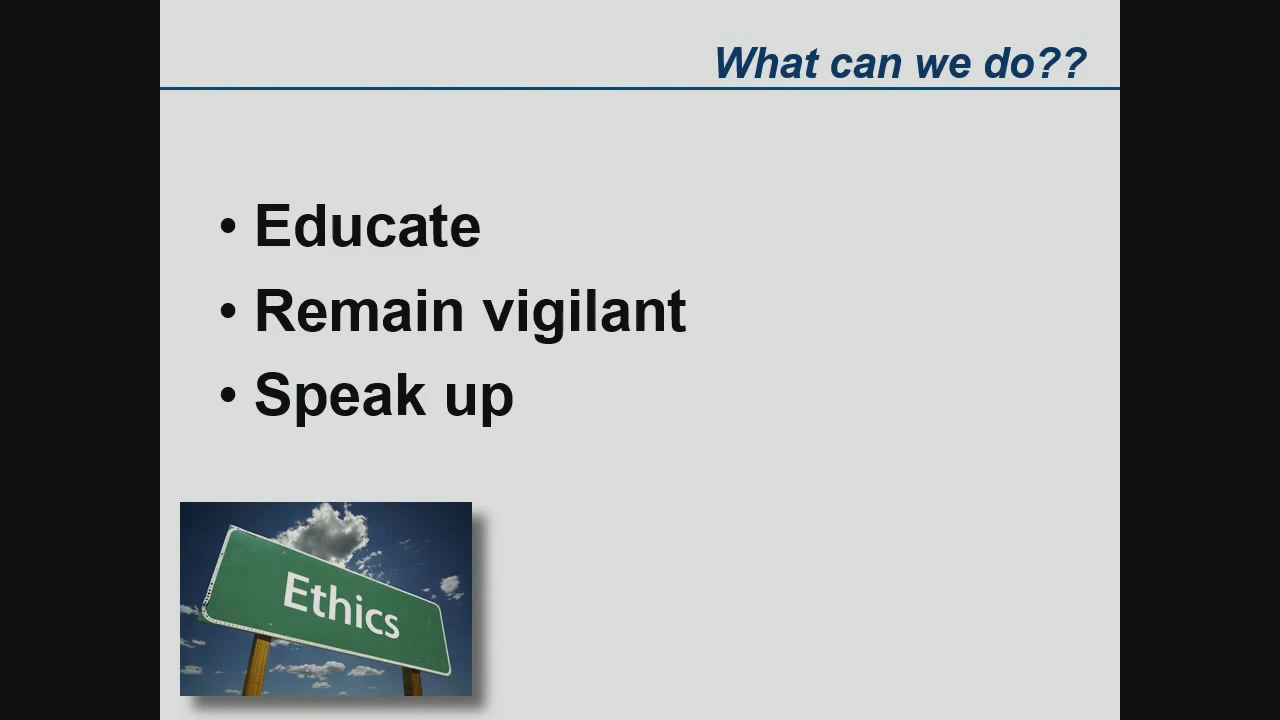 What can we do??
• Educate
• Remain vigilant
• Speak up
Ethics